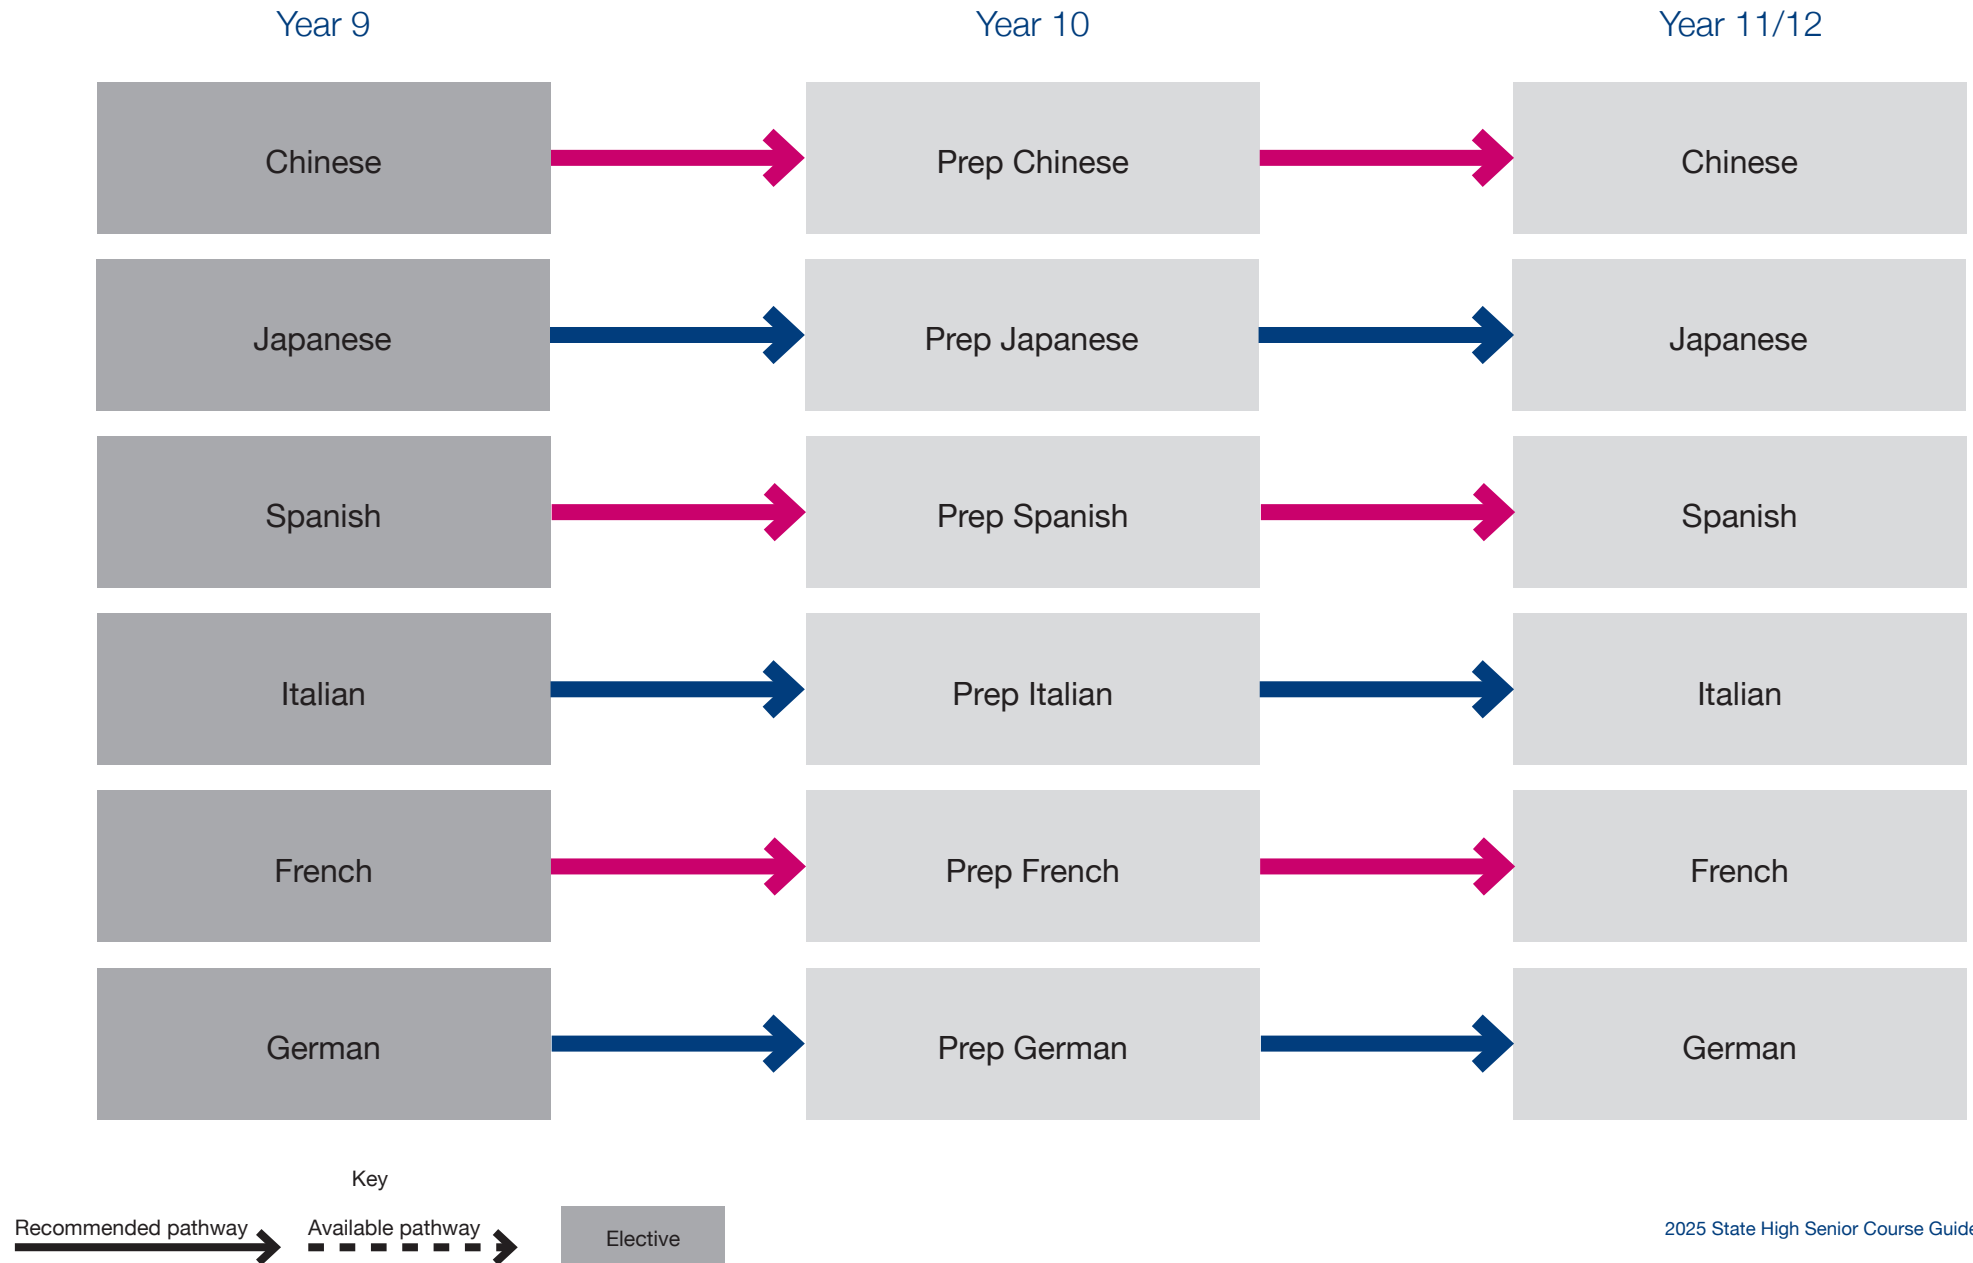 Year 9
Year 10
Year 11/12
Chinese
Prep Chinese
Chinese
Japanese
Prep Japanese
Japanese
Spanish
Prep Spanish
Spanish
Italian
Prep Italian
Italian
French
Prep French
French
German
Prep German
German
Key
Recommended pathway
Available pathway
Elective
2025 State High Senior Course Guide